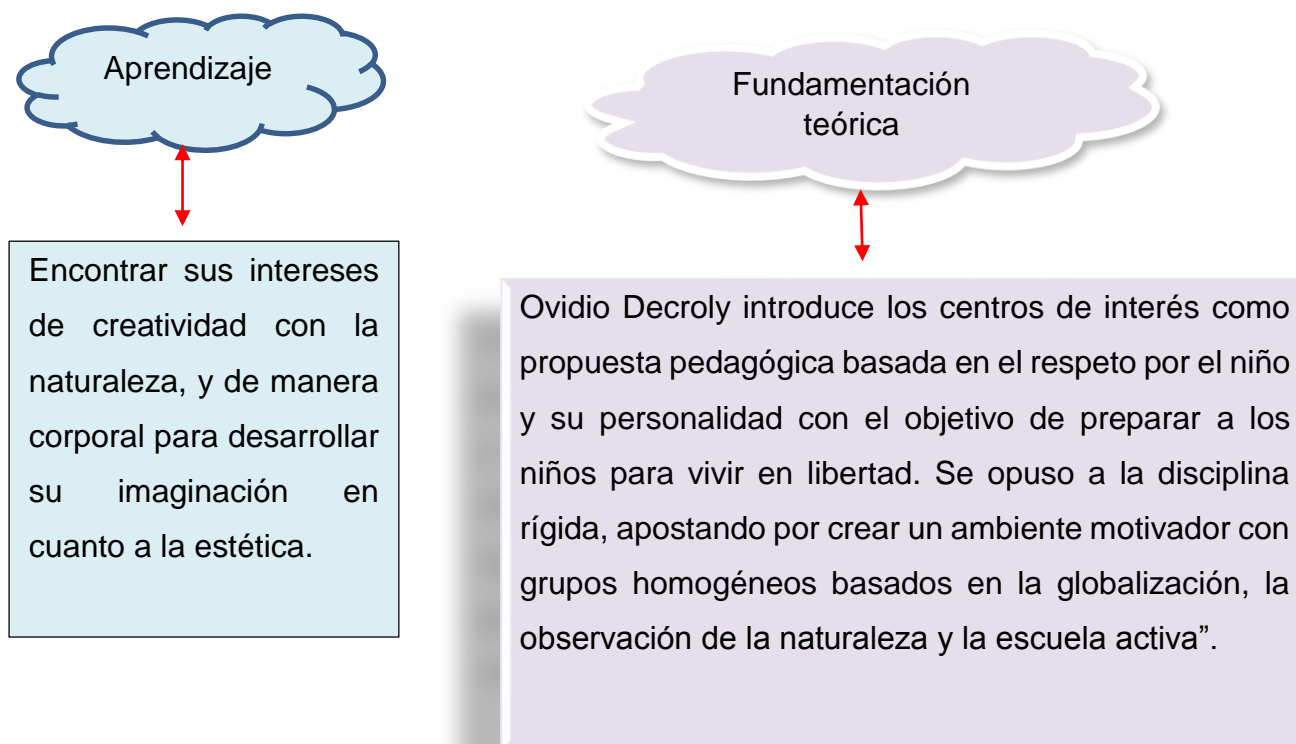 Aprendizaje
Encontrar sus intereses
de creatividad con la
naturaleza, y de manera
corporal para desarrollar
su imaginación en
cuanto a la estética.
Fundamentación
teórica
Ovidio Decroly introduce los centros de interés como
propuesta pedagógica basada en el respeto por el niño
y su personalidad con el objetivo de preparar a los
niños para vivir en libertad. Se opuso a la disciplina
rígida, apostando por crear un ambiente motivador con
grupos homogéneos basados en la globalización, la
observación de la naturaleza y la escuela activa”.